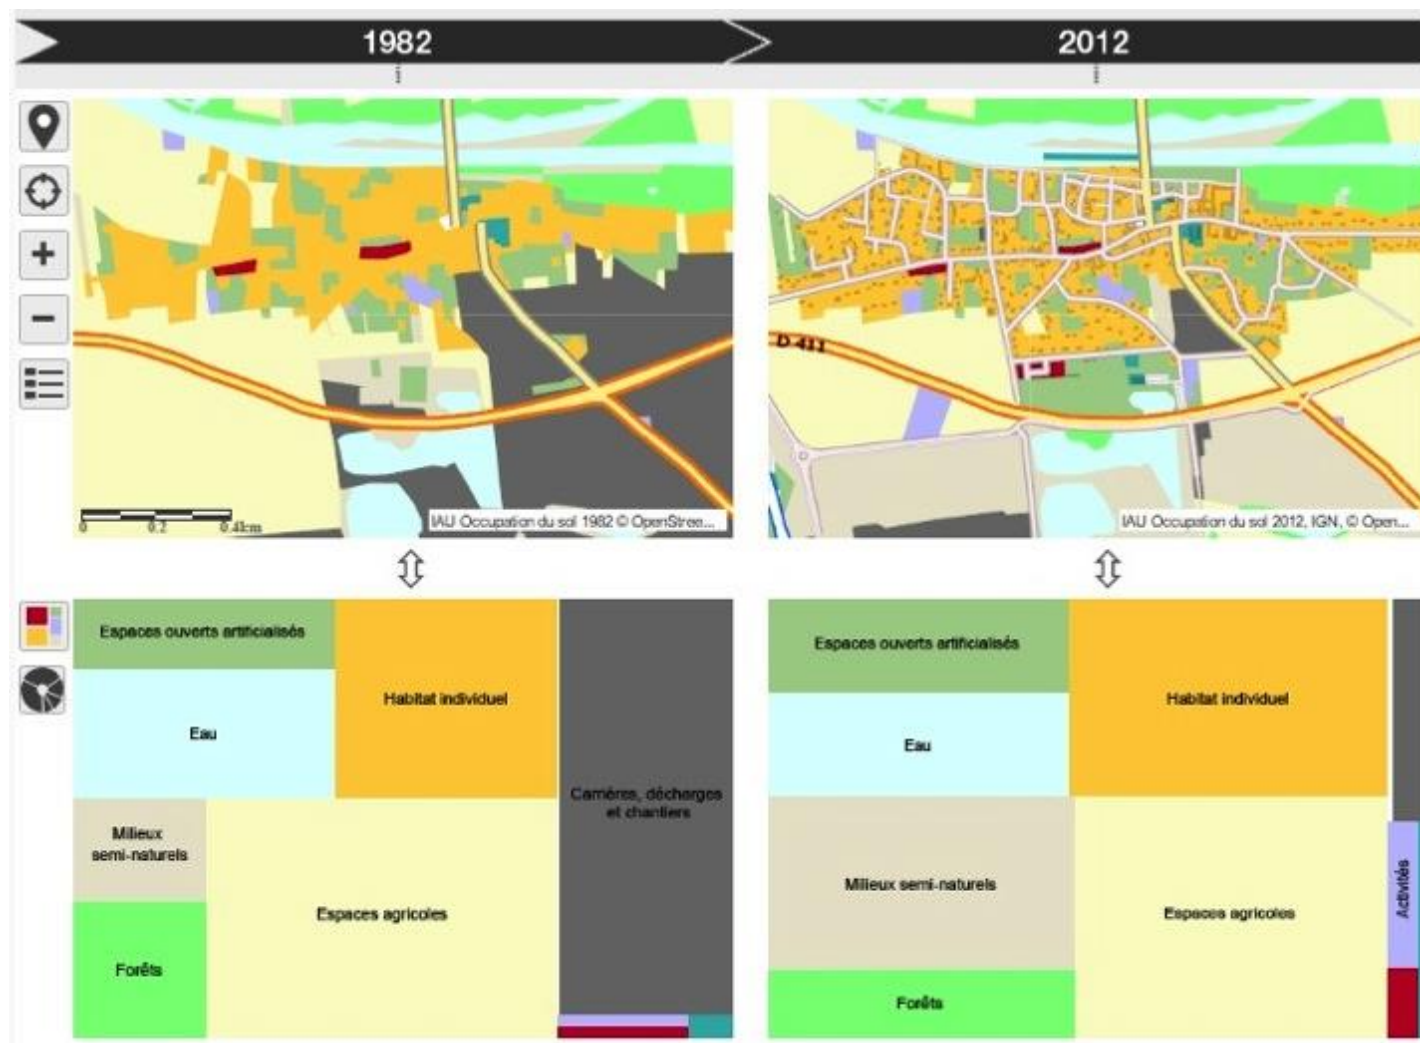 1982
2012
D 411
0 0.2 0.4km
IAU Occupation du sol 1982 © OpenStree...
IAU Occupation du sol 2012, IGN, © Open...
Espaces ouverts artificialisés
Habitat individuel
Eau
Carrières, décharges
et chantiers
Milieux
semi-naturels
Espaces agricoles
Forêts
Espaces ouverts artificialisés
Habitat individuel
Eau
Milieux semi-naturels
Espaces agricoles
Activités
Forêts